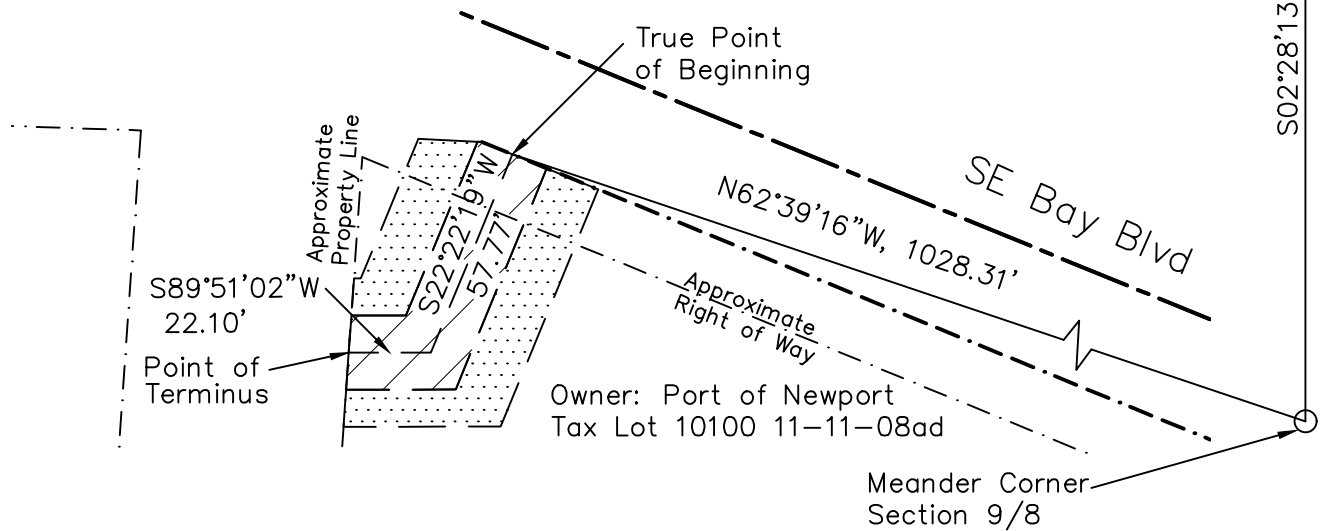 True Point
of Beginning
S02°28'13
SE Bay Blvd
N62°39'16"W, 1028.31'
Approximate
Property Line
S22°22'19"W
57.77'
S89°51'02"W
22.10'
Approximate
Right of Way
Point of
Terminus
Owner: Port of Newport
Tax Lot 10100 11-11-08ad
Meander Corner
Section 9/8